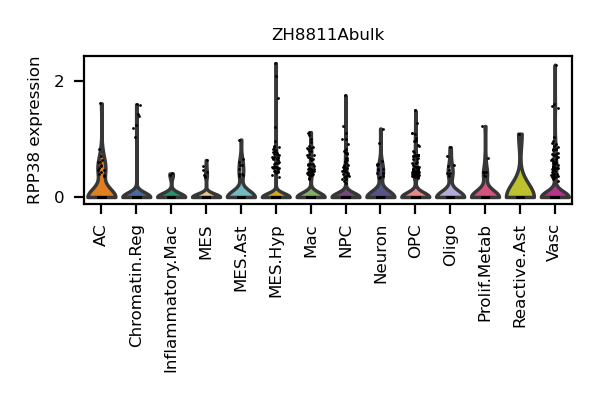 ZH8811Abulk
RPP38 expression
2
0
AC
Chromatin.Reg
Inflammatory.Mac
MES
MES.Ast
MES.Hyp
Mac
NPC
Neuron
OPC
Oligo
Prolif.Metab
Reactive.Ast
Vasc